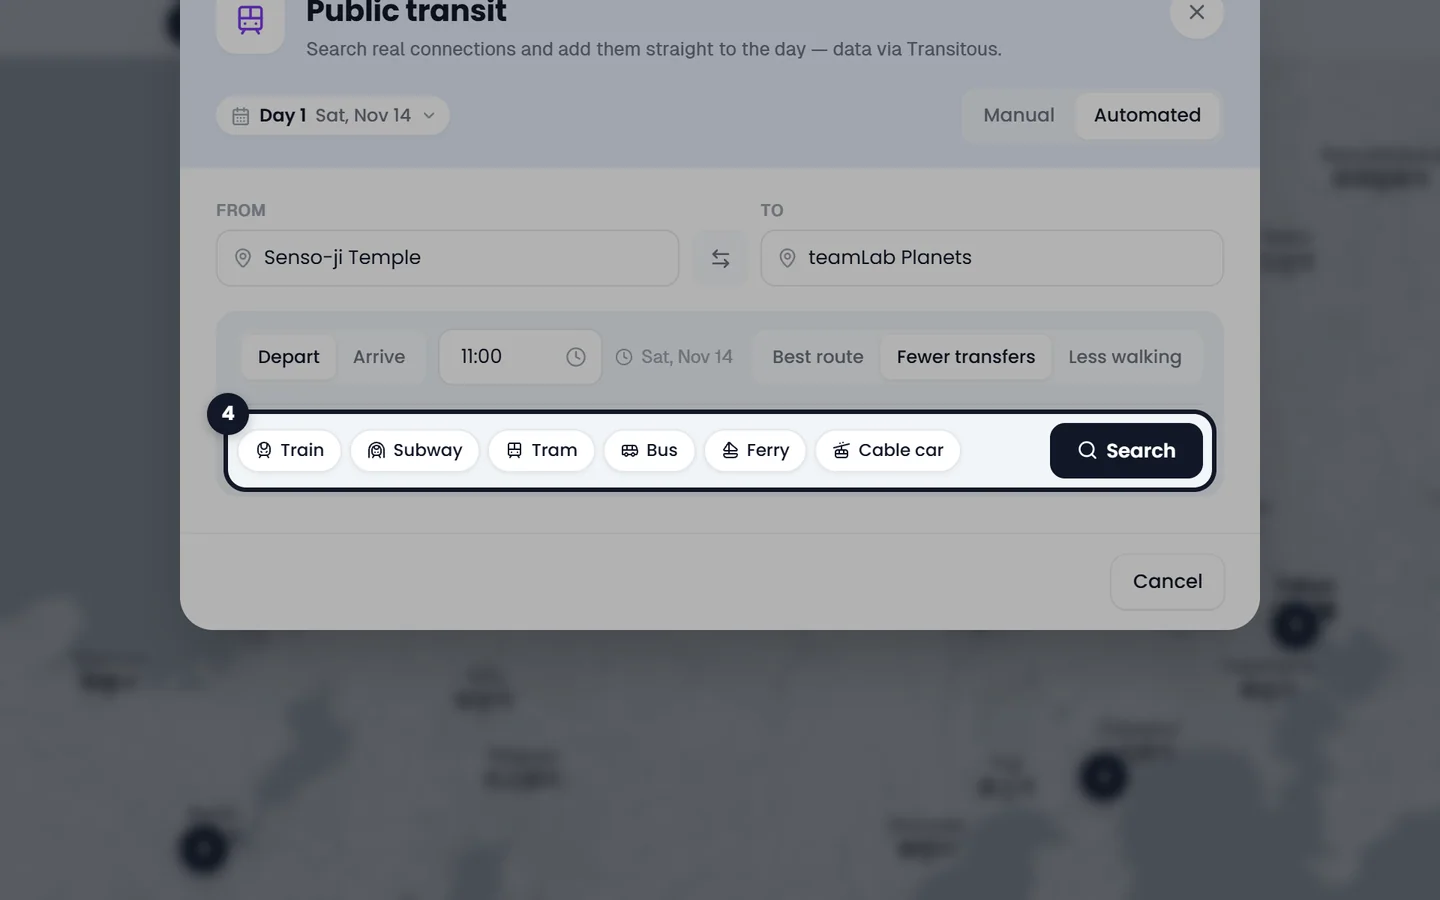 Public transit
Search real connections and add them straight to the day — data via Transitous.
Day 1 Sat, Nov 14
Manual Automated
FROM TO
Senso-ji Temple teamLab Planets
Depart Arrive 11:00 Sat, Nov 14 Best route Fewer transfers Less walking
4
Train Subway Tram Bus Ferry Cable car Search
Cancel